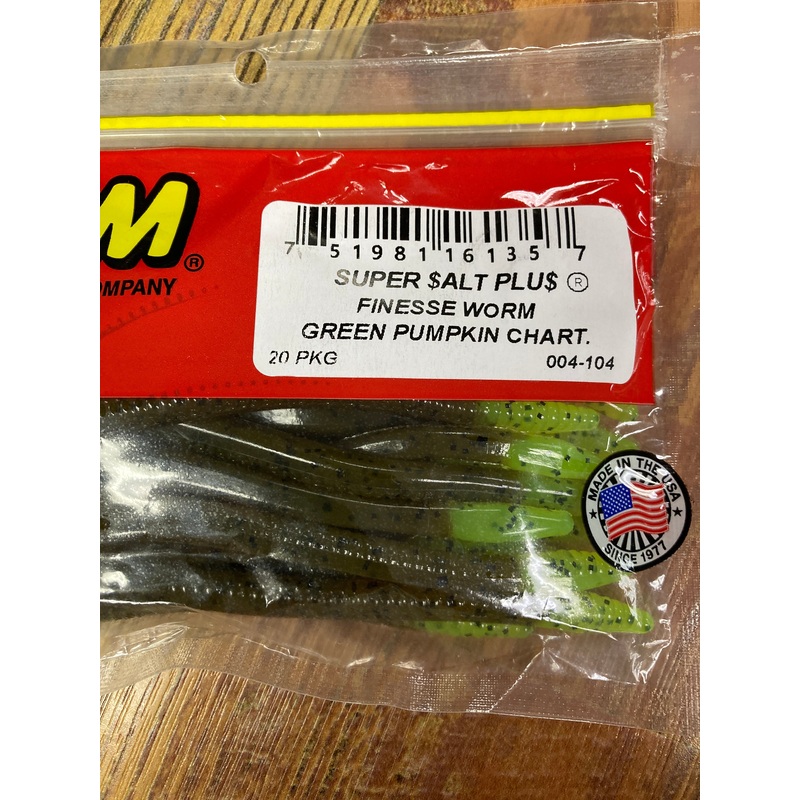 M®
OMPANY
7 51981 16135 7
SUPER $ALT PLU$ ®
FINESSE WORM
GREEN PUMPKIN CHART.
20 PKG 004-104
MADE IN THE USA
SINCE 1977